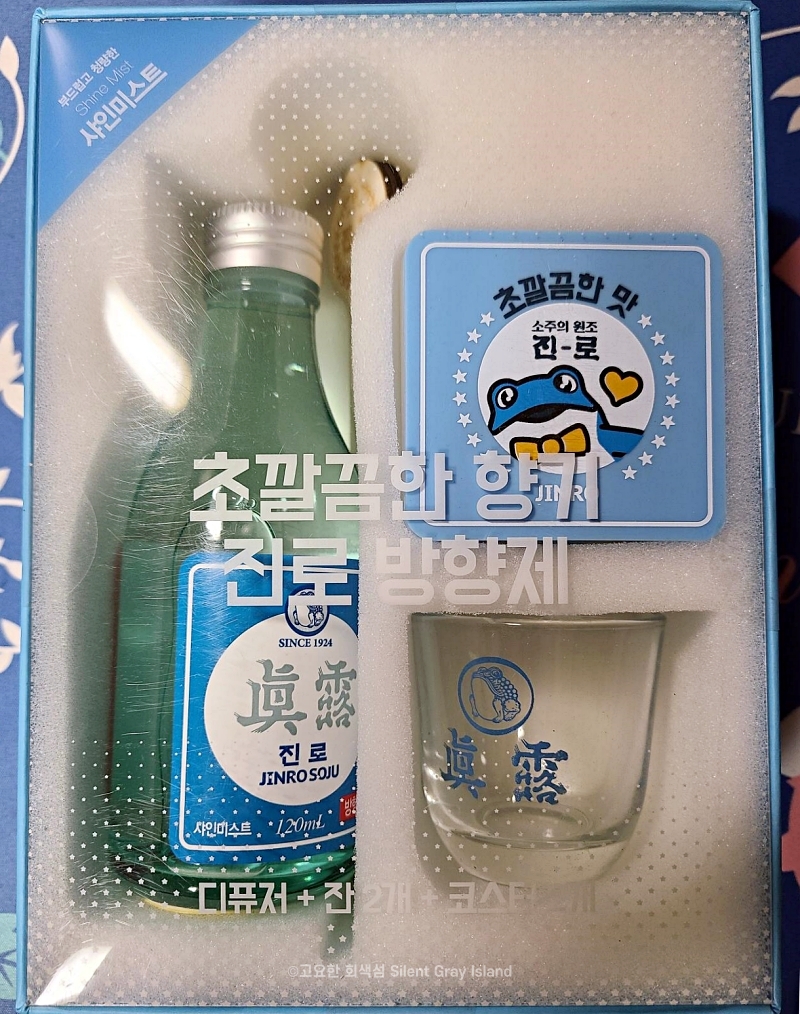 부드럽고 청량한
Shine Mist
샤인미스트
초깔끔한 맛
소주의 원조
진-로
JINRO
초깔끔한 향기
진로 방향제
SINCE 1924
眞露
진로
JINRO SOJU
샤인미스트 120mL
眞露
디퓨저 + 잔 2개 + 코스터
©고요한 회색섬 Silent Gray Island